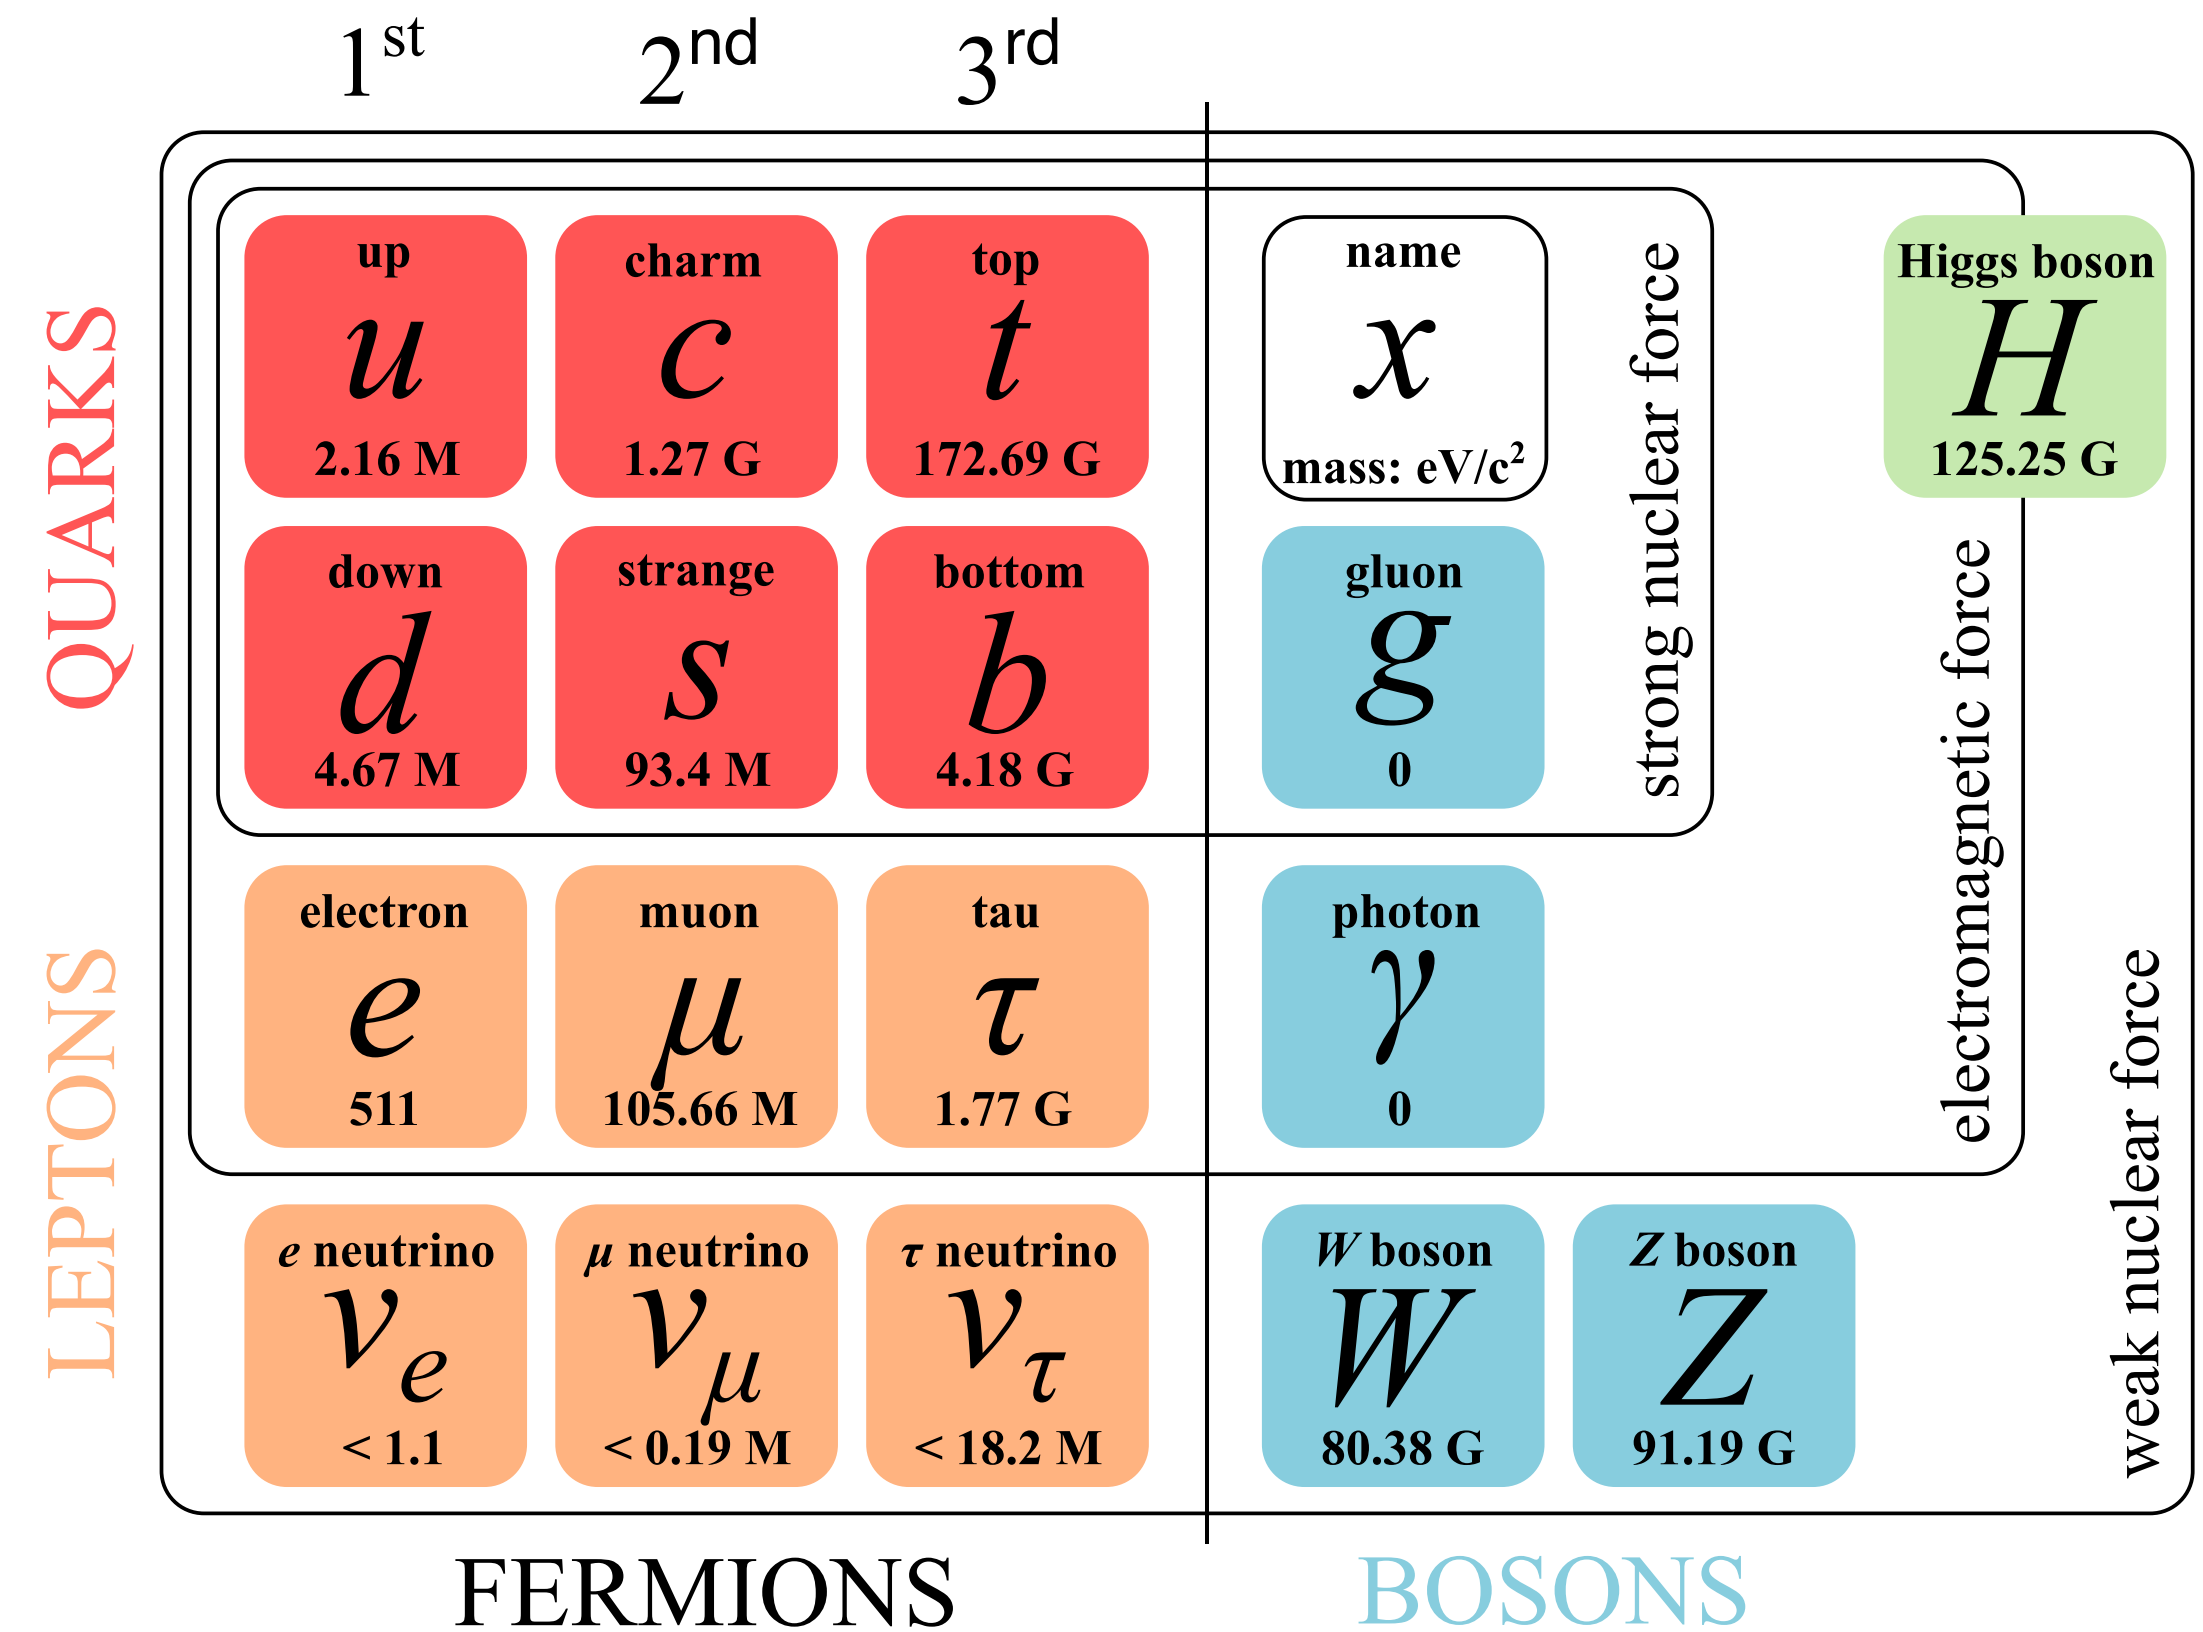 1st 2nd 3rd
QUARKS
LEPTONS
up
u
2.16 M
charm
c
1.27 G
top
t
172.69 G
name
x
mass: eV/c²
strong nuclear force
Higgs boson
H
125.25 G
down
d
4.67 M
strange
s
93.4 M
bottom
b
4.18 G
gluon
g
0
electromagnetic force
electron
e
511
muon
μ
105.66 M
tau
τ
1.77 G
photon
γ
0
weak nuclear force
e neutrino
νe
< 1.1
μ neutrino
νμ
< 0.19 M
τ neutrino
ντ
< 18.2 M
W boson
W
80.38 G
Z boson
Z
91.19 G
FERMIONS
BOSONS